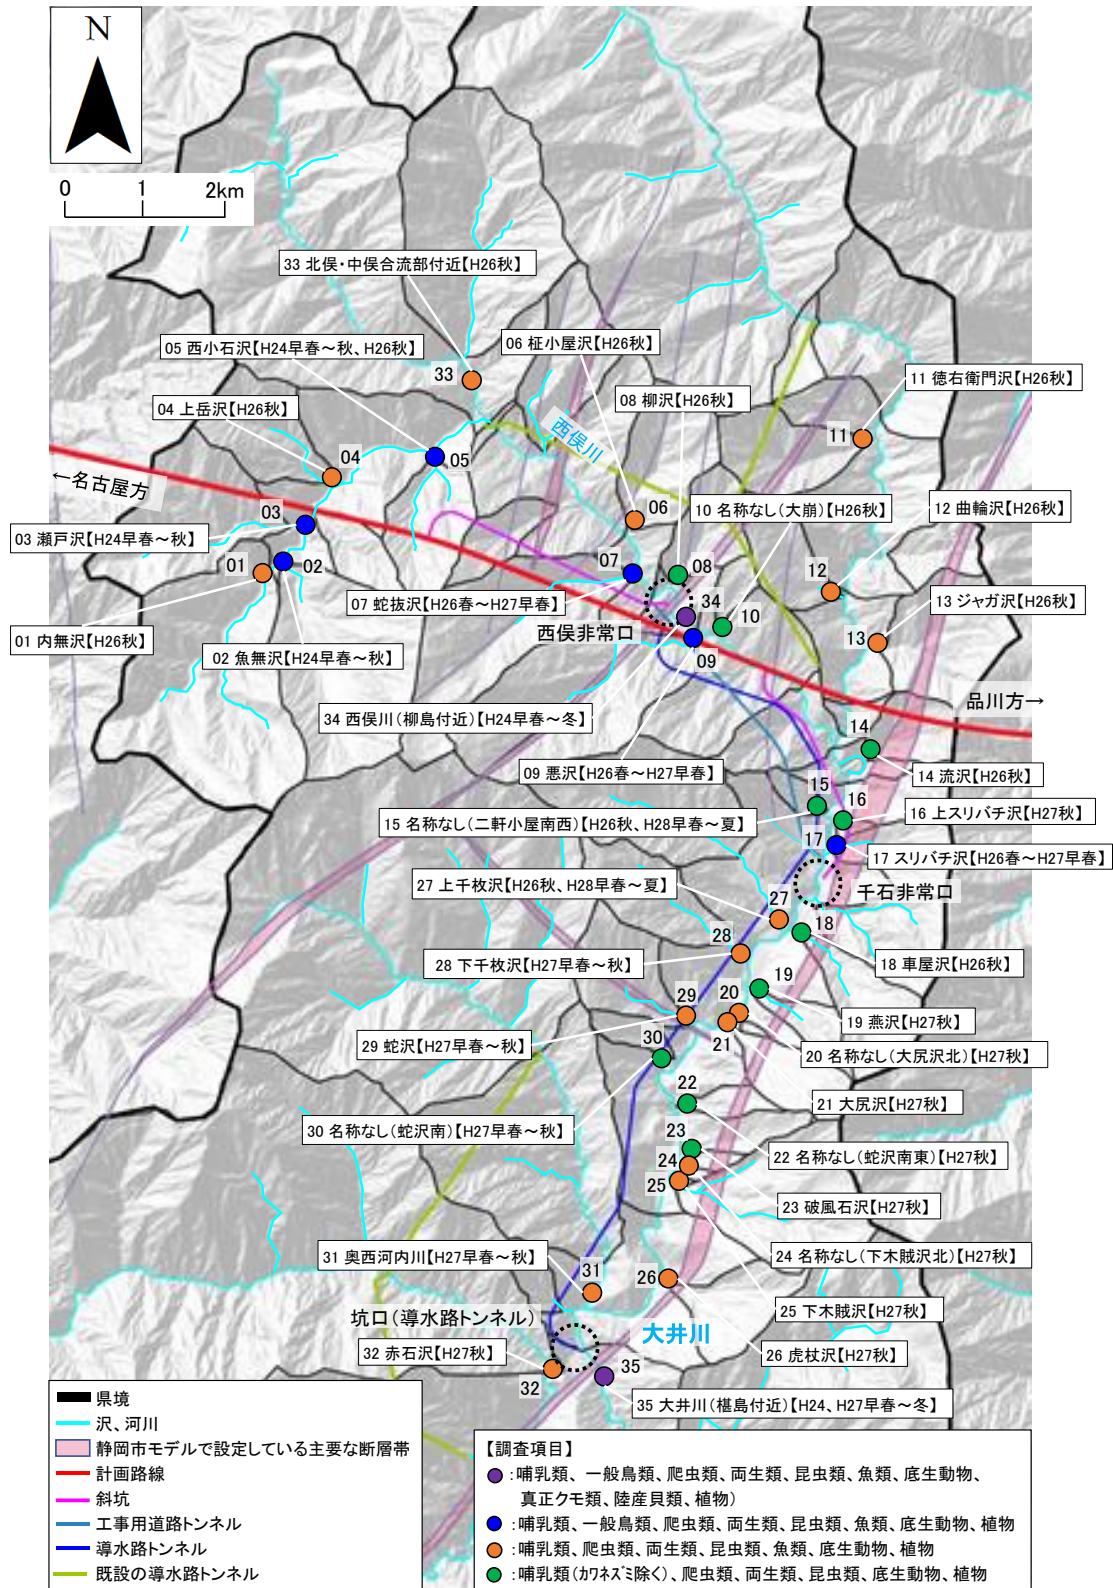 N
0 1 2km
33 北俣・中俣合流部付近【H26秋】
05 西小石沢【H24早春～秋、H26秋】
06 柾小屋沢【H26秋】
33
11 徳右衛門沢【H26秋】
08 柳沢【H26秋】
04 上岳沢【H26秋】
西俣川
11
05
←名古屋方
04
10 名称なし(大崩)【H26秋】
12 曲輪沢【H26秋】
03
06
03 瀬戸沢【H24早春～秋】
01
02
07
08
12
07 蛇抜沢【H26春～H27早春】
34
10
13 ジャガ沢【H26秋】
西俣非常口
13
01 内無沢【H26秋】
02 魚無沢【H24早春～秋】
09
品川方→
34 西俣川(柳島付近)【H24早春～冬】
14
09 悪沢【H26春～H27早春】
14 流沢【H26秋】
15
16
15 名称なし(二軒小屋南西)【H26秋、H28早春～夏】
16 上スリバチ沢【H27秋】
17
17 スリバチ沢【H26春～H27早春】
27 上千枚沢【H26秋、H28早春～夏】
千石非常口
27
18
28
28 下千枚沢【H27早春～秋】
18 車屋沢【H26秋】
19
29
20
19 燕沢【H27秋】
21
30
29 蛇沢【H27早春～秋】
20 名称なし(大尻沢北)【H27秋】
22
21 大尻沢【H27秋】
30 名称なし(蛇沢南)【H27早春～秋】
23
22 名称なし(蛇沢南東)【H27秋】
24
25
23 破風石沢【H27秋】
31 奥西河内川【H27早春～秋】
24 名称なし(下木賊沢北)【H27秋】
31
26
25 下木賊沢【H27秋】
坑口(導水路トンネル)
大井川
26 虎杖沢【H27秋】
32 赤石沢【H27秋】
32
35
35 大井川(椹島付近)【H24、H27早春～冬】
県境
沢、河川
静岡市モデルで設定している主要な断層帯
計画路線
斜坑
工事用道路トンネル
導水路トンネル
既設の導水路トンネル
【調査項目】
:哺乳類、一般鳥類、爬虫類、両生類、昆虫類、魚類、底生動物、
真正クモ類、陸産貝類、植物)
:哺乳類、一般鳥類、爬虫類、両生類、昆虫類、魚類、底生動物、植物
:哺乳類、爬虫類、両生類、昆虫類、魚類、底生動物、植物
:哺乳類(カワネズミ除く)、爬虫類、両生類、昆虫類、底生動物、植物